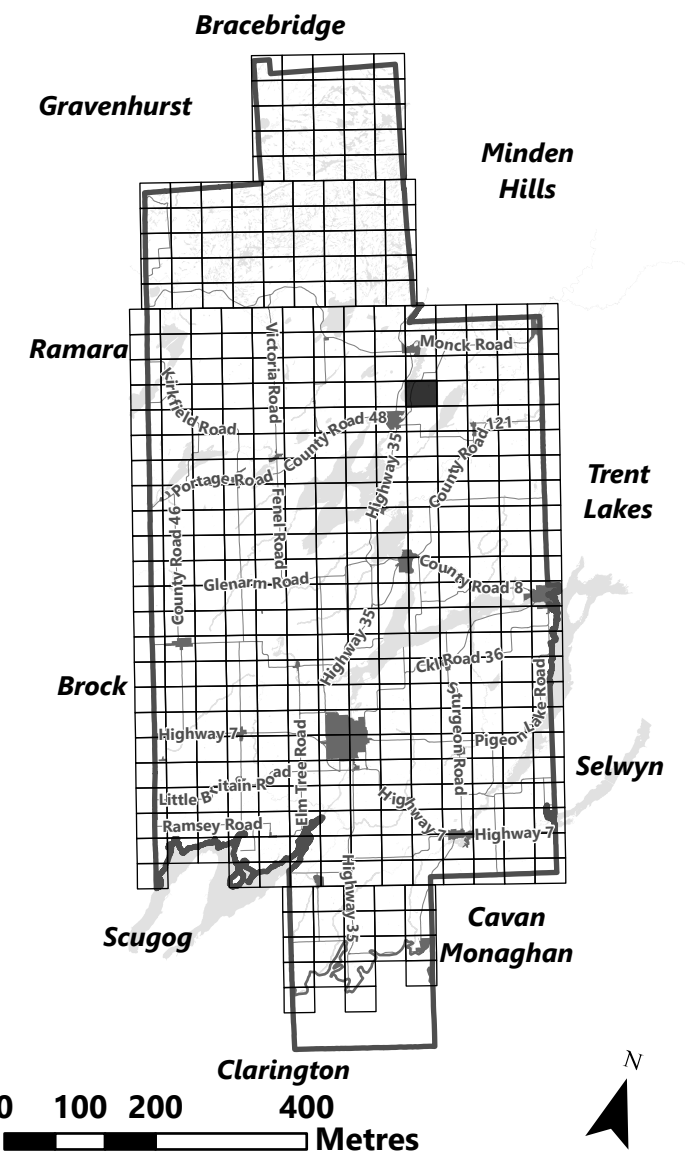 Bracebridge
Gravenhurst
Minden
Hills
Ramara
Monck Road
Victoria Road
Kirkfield Road
County Road 48
County Road 121
Highway 35
Portage Road
Trent
Lakes
Fenel Road
County Road 46
Glenarm Road
County Road 8
Highway 35
Ckl Road 36
Brock
Sturgeon Road
Pigeon Lake Road
Highway 7
Elm Tree Road
Selwyn
Little Britain Road
Highway 7
Ramsey Road
Highway 7
Highway 35
Scugog
Cavan
Monaghan
Clarington
N
0 100 200 400
Metres